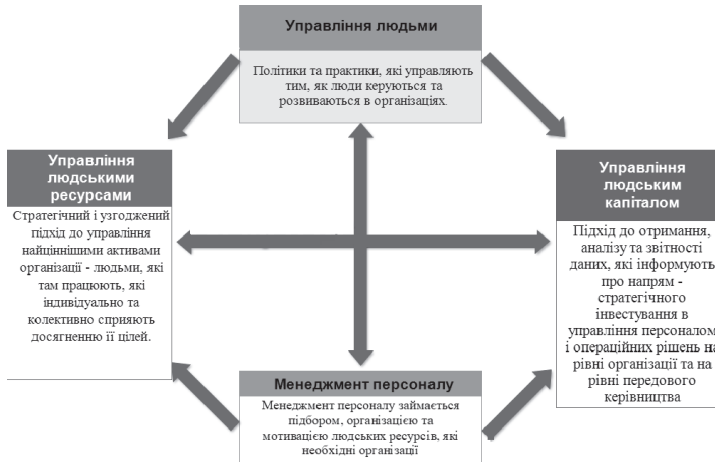 Управління людьми
Політики та практики, які управляють
тим, як люди керуються та
розвиваються в організаціях.
Управління
людськими
ресурсами
Стратегічний і узгоджений
підхід до управління
найціннішими активами
організації - людьми, які
там працюють, які
індивідуально та
колективно сприяють
досягненню її цілей.
Управління
людським
капіталом
Підхід до отримання,
аналізу та звітності
даних, які інформують
про напрям -
стратегічного
інвестування в
управління персоналом
і операційних рішень на
рівні організації та на
рівні передового
керівництва
Менеджмент персоналу
Менеджмент персоналу займається
підбором, організацією та
мотивацією людських ресурсів, які
необхідні організації